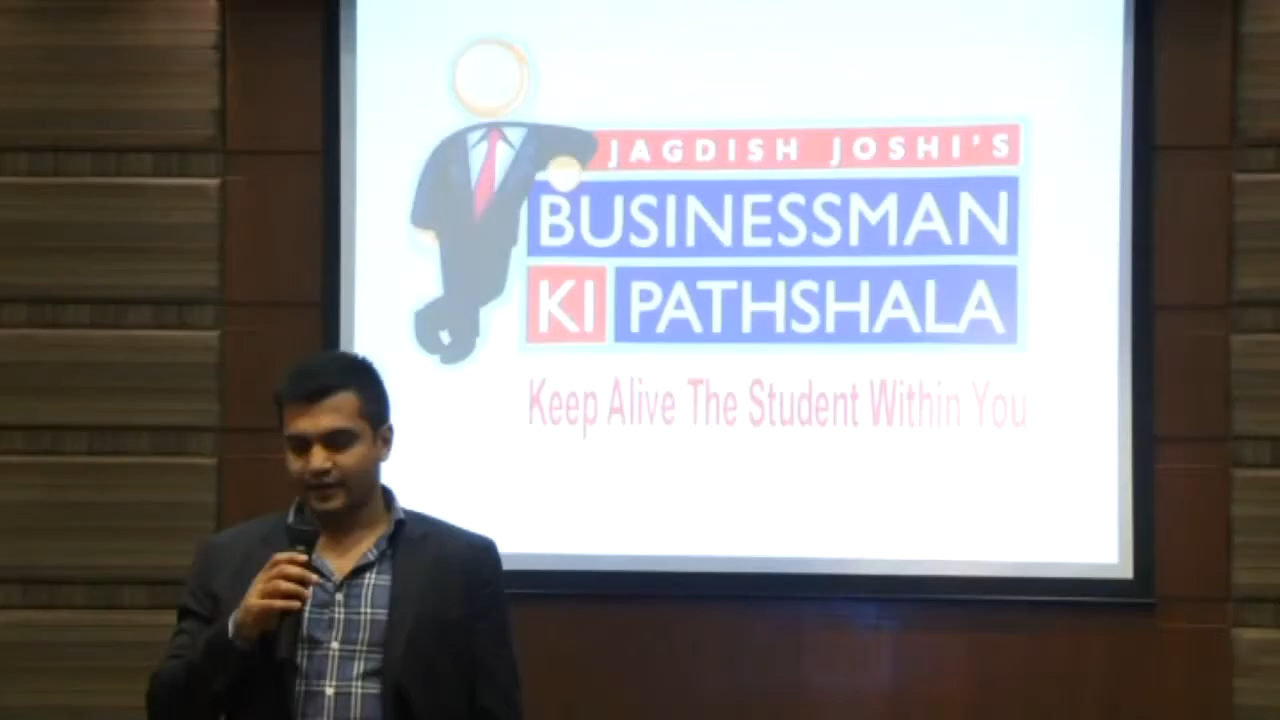 JAGDISH JOSHI'S
BUSINESSMAN
KI PATHSHALA
Keep Alive The Student Within You